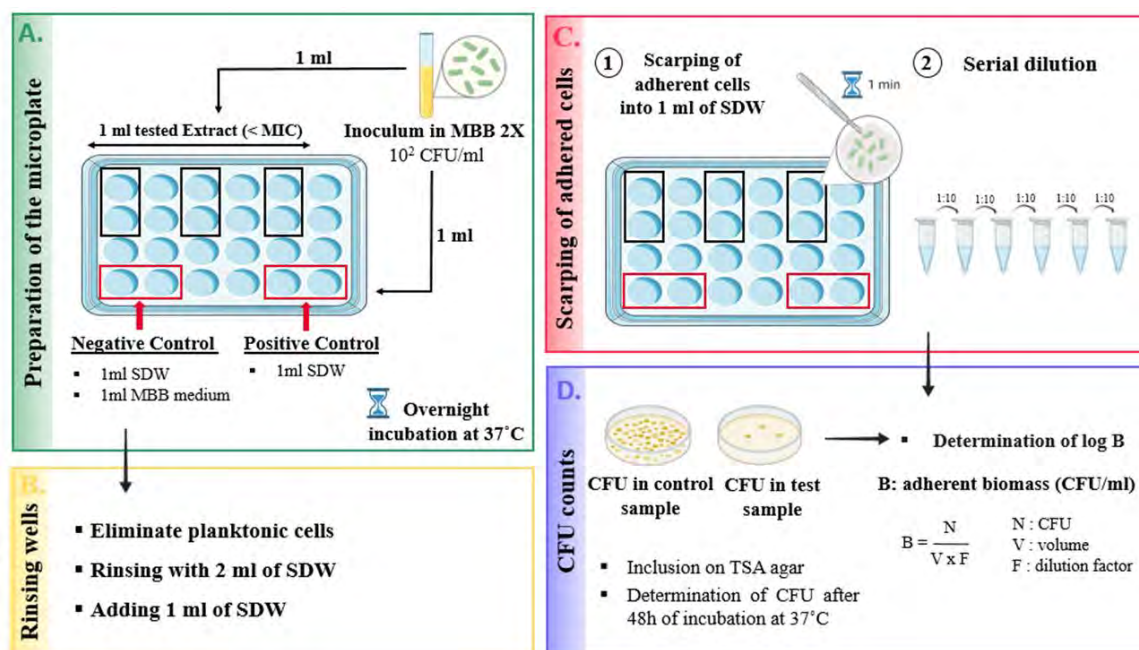 A.
Preparation of the microplate
1 ml
1 ml tested Extract (< MIC)
Inoculum in MBB 2X
10² CFU/ml
1 ml
Negative Control
▪ 1ml SDW
▪ 1ml MBB medium
Positive Control
▪ 1ml SDW
Overnight
incubation at 37˚C
B.
Rinsing wells
▪ Eliminate planktonic cells
▪ Rinsing with 2 ml of SDW
▪ Adding 1 ml of SDW
C.
Scarping of adhered cells
1
Scarping of
adherent cells
into 1 ml of SDW
1 min
2
Serial dilution
1:10 1:10 1:10 1:10 1:10
D.
CFU counts
CFU in control
sample
CFU in test
sample
▪ Inclusion on TSA agar
▪ Determination of CFU after
48h of incubation at 37˚C
▪ Determination of log B
B: adherent biomass (CFU/ml)
B = N / V x F
N : CFU
V : volume
F : dilution factor